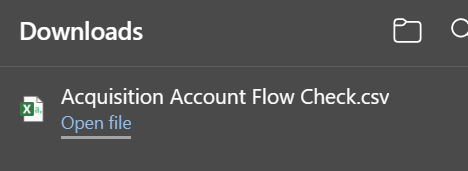 Downloads
Acquisition Account Flow Check.csv
Open file